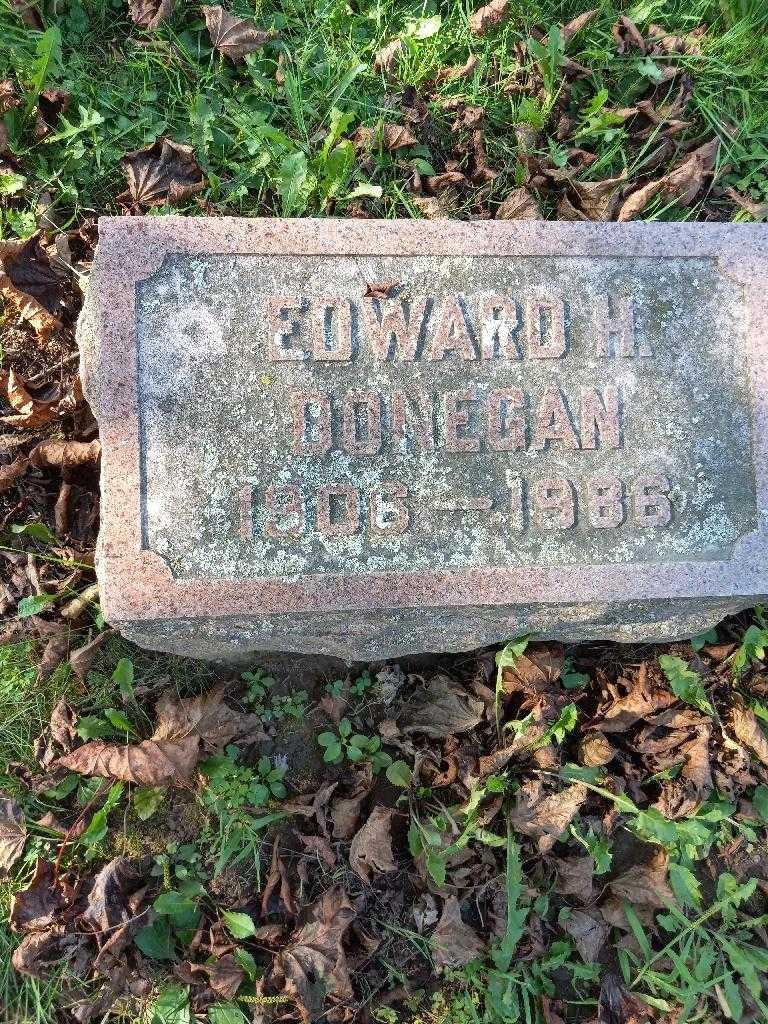 EDWARD H.
DONEGAN
1906 — 1986